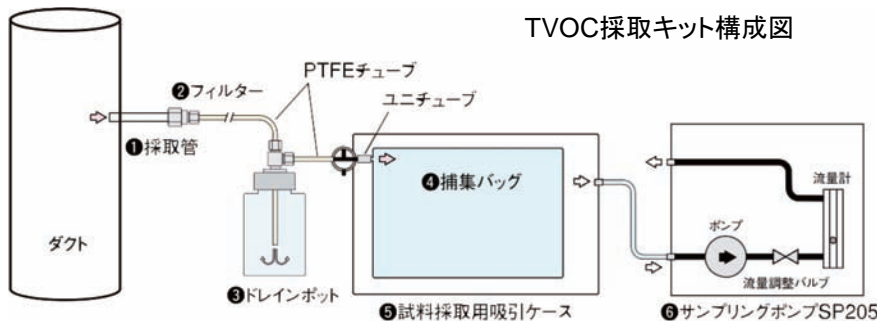 TVOC採取キット構成図
PTFEチューブ
❷フィルター
ユニチューブ
❶採取管
❹捕集バッグ
流量計
ポンプ
ダクト
流量調整バルブ
❸ドレインポット
❺試料採取用吸引ケース
❻サンプリングポンプSP205